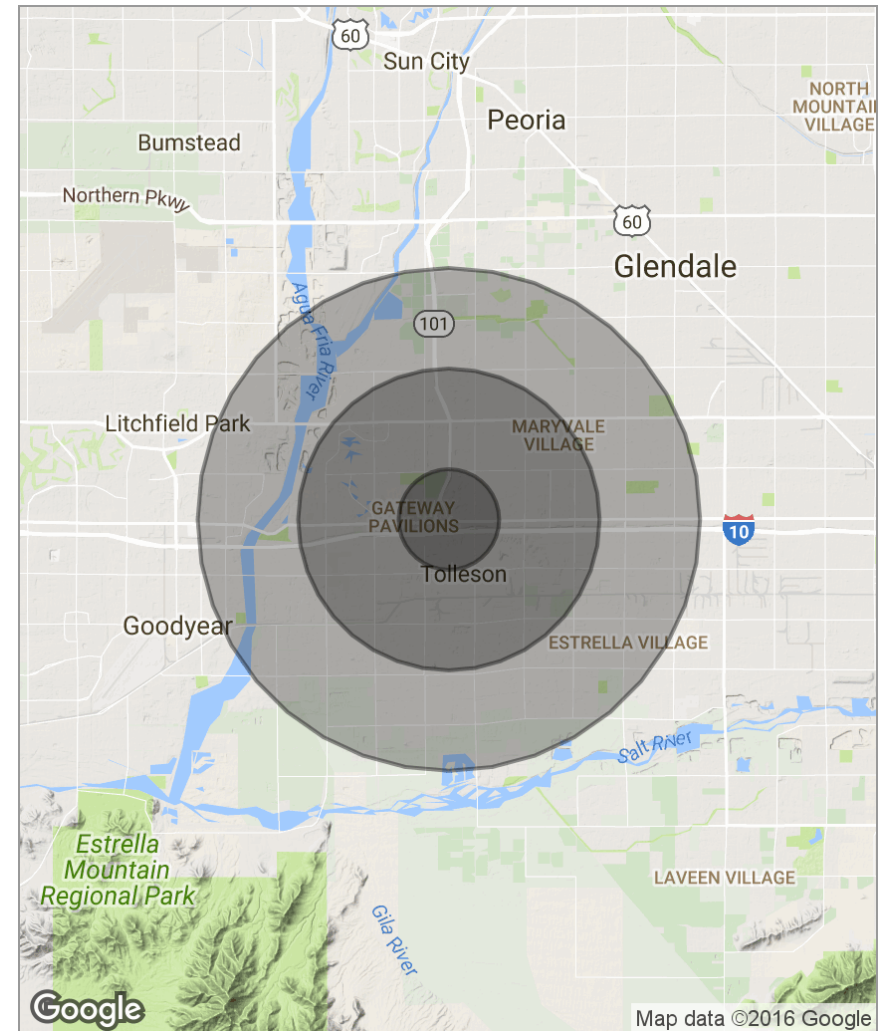 60
Sun City
NORTH
MOUNTAIN
VILLAGE
Peoria
Bumstead
Northern Pkwy
60
Glendale
Agua Fria River
101
Litchfield Park
MARYVALE
VILLAGE
GATEWAY
PAVILIONS
10
Tolleson
Goodyear
ESTRELLA VILLAGE
Salt River
Estrella
Mountain
Regional Park
LAVEEN VILLAGE
Gila River
Google
Map data ©2016 Google